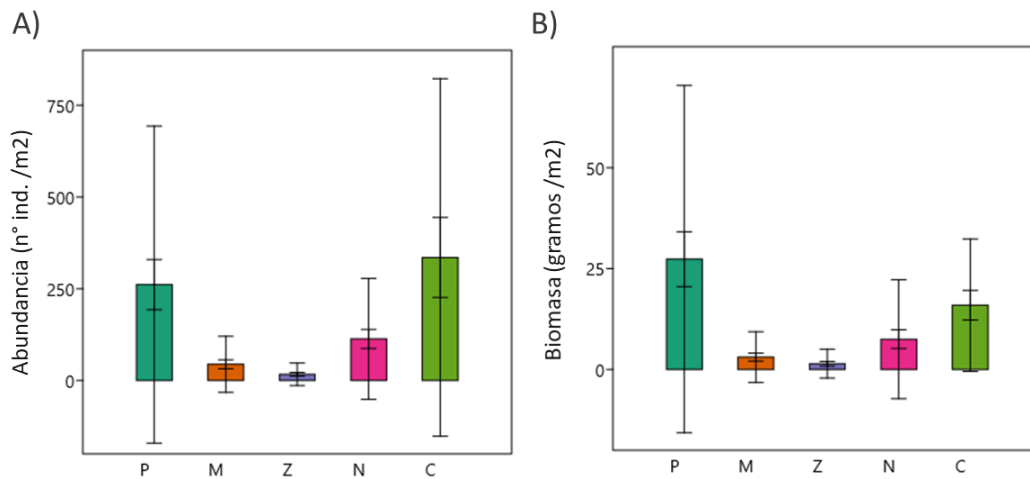 A)
Abundancia (n° ind. /m2)
750
500
250
0
P M Z N C
B)
Biomasa (gramos /m2)
50
25
0
P M Z N C